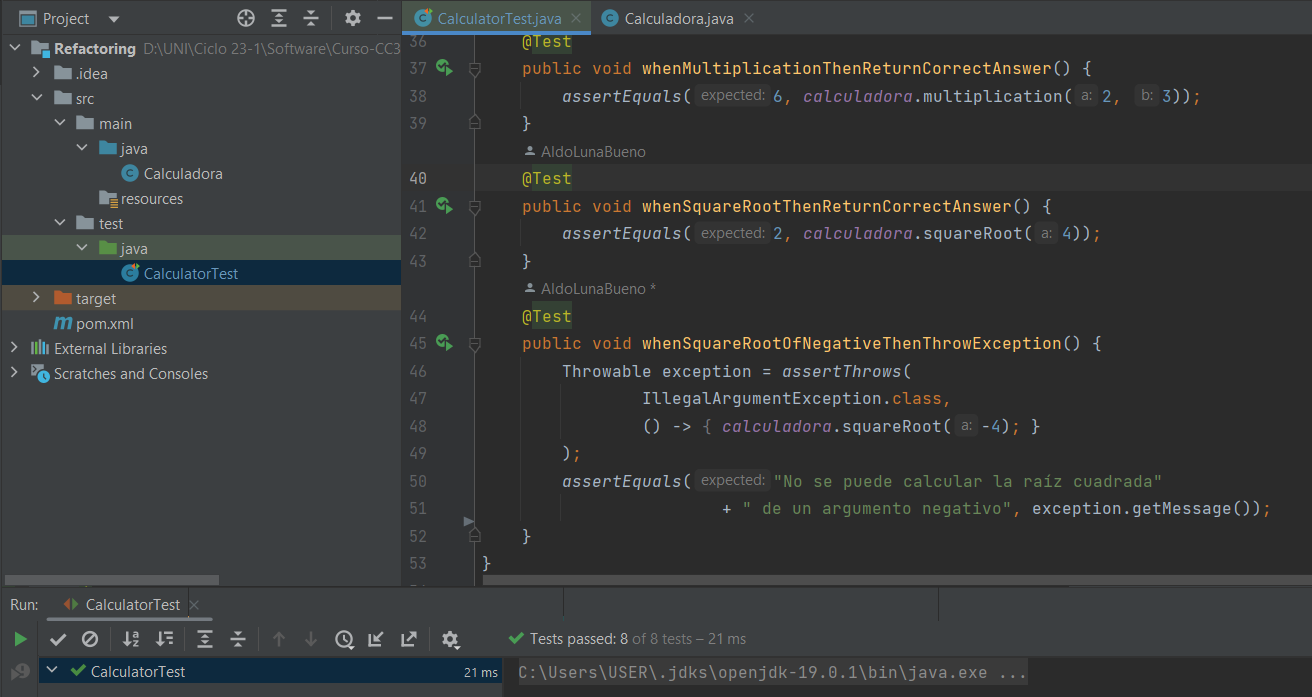 Project
CalculatorTest.java
Calculadora.java
Refactoring D:\UNI\Ciclo 23-1\Software\Curso-CC3
.idea
src
main
java
Calculadora
resources
test
java
CalculatorTest
target
pom.xml
External Libraries
Scratches and Consoles
36 @Test
37 public void whenMultiplicationThenReturnCorrectAnswer() {
38 assertEquals( expected: 6, calculadora.multiplication( a: 2, b: 3));
39 }
AldoLunaBueno
40 @Test
41 public void whenSquareRootThenReturnCorrectAnswer() {
42 assertEquals( expected: 2, calculadora.squareRoot( a: 4));
43 }
AldoLunaBueno *
44 @Test
45 public void whenSquareRootOfNegativeThenThrowException() {
46 Throwable exception = assertThrows(
47 IllegalArgumentException.class,
48 () -> { calculadora.squareRoot( a: -4); }
49 );
50 assertEquals( expected: "No se puede calcular la raíz cuadrada"
51 + " de un argumento negativo", exception.getMessage());
52 }
53 }
Run: CalculatorTest
Tests passed: 8 of 8 tests – 21 ms
CalculatorTest 21 ms
C:\Users\USER\.jdks\openjdk-19.0.1\bin\java.exe ...